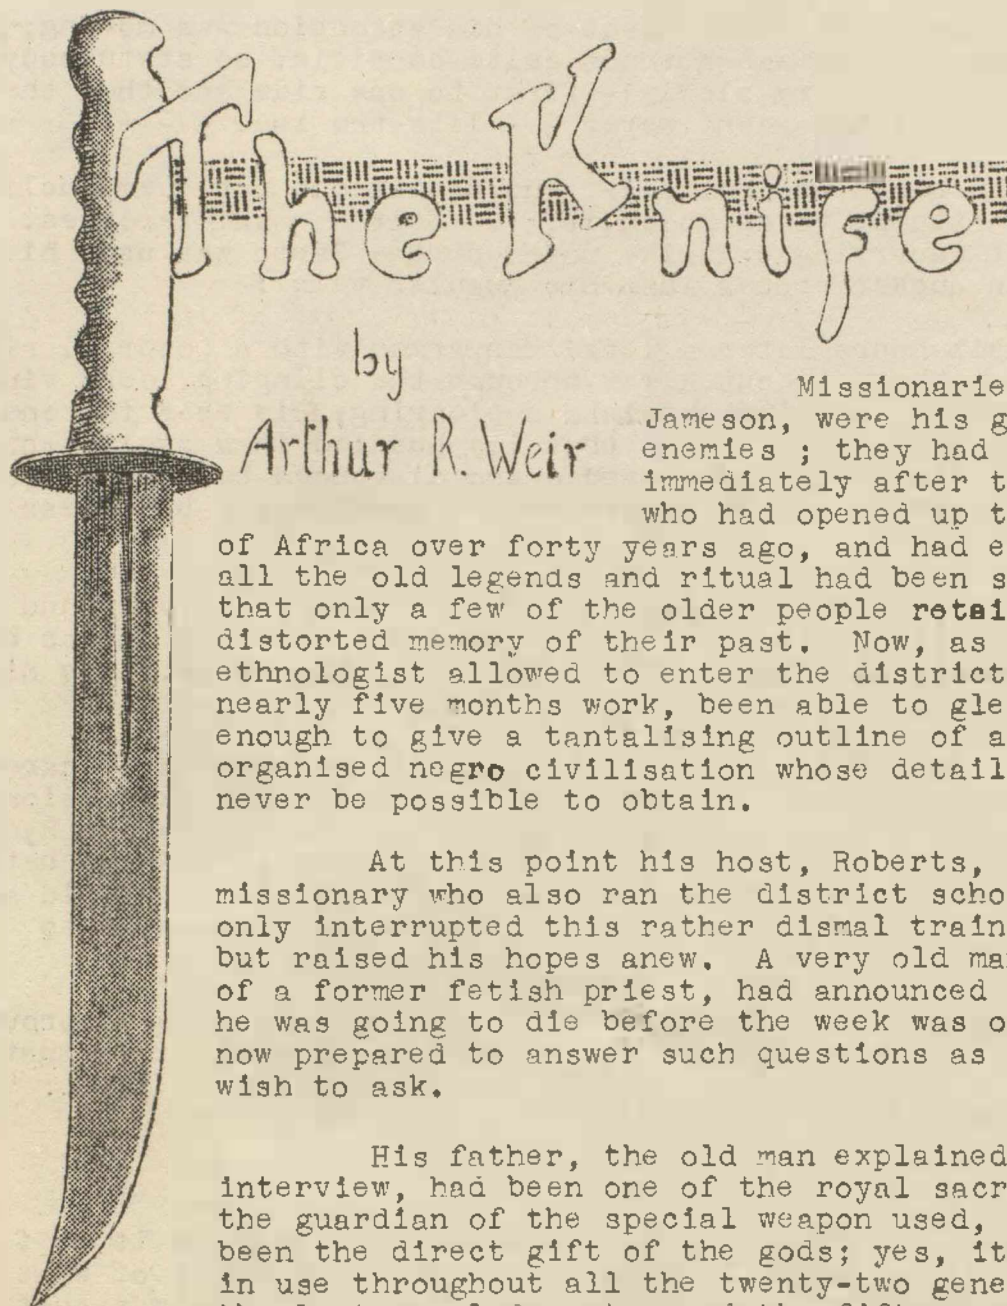 The Knife
by
Arthur R. Weir
Missionarie
Jameson, were his g
enemies ; they had
immediately after t
who had opened up t
of Africa over forty years ago, and had e
all the old legends and ritual had been s
that only a few of the older people retai
distorted memory of their past. Now, as
ethnologist allowed to enter the district
nearly five months work, been able to gle
enough to give a tantalising outline of a
organised negro civilisation whose detail
never be possible to obtain.
At this point his host, Roberts,
missionary who also ran the district scho
only interrupted this rather dismal train
but raised his hopes anew. A very old ma
of a former fetish priest, had announced
he was going to die before the week was o
now prepared to answer such questions as
wish to ask.
His father, the old man explained
interview, had been one of the royal sacr
the guardian of the special weapon used,
been the direct gift of the gods; yes, it
in use throughout all the twenty-two gene